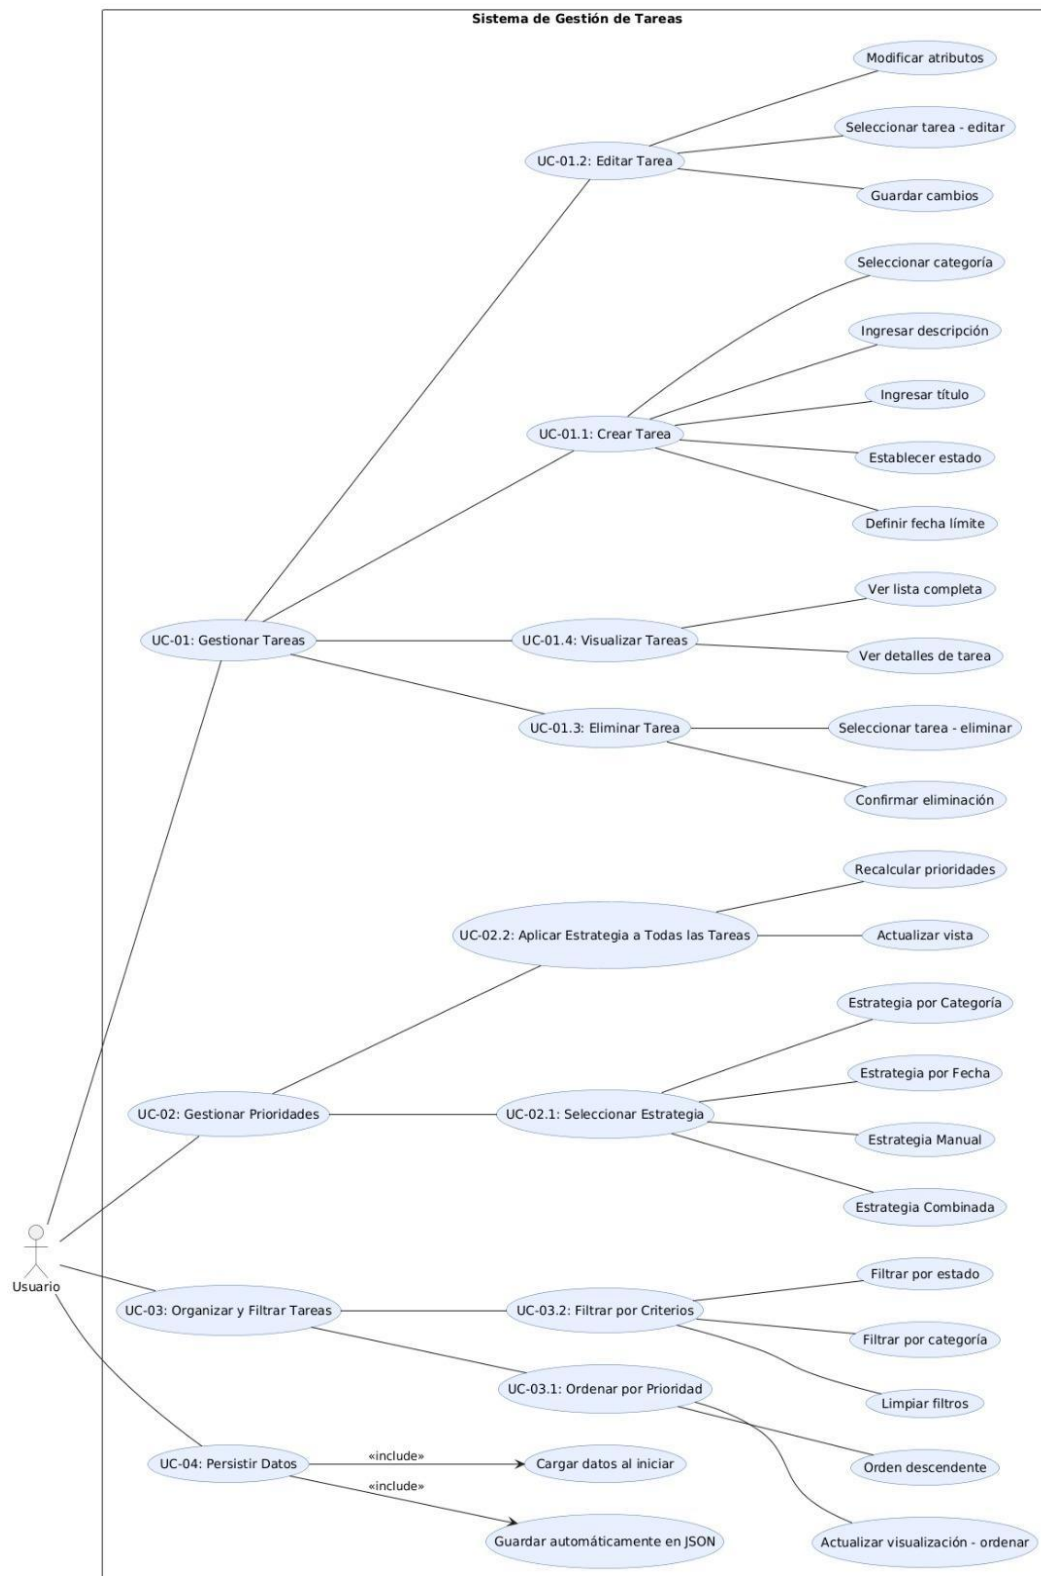 Sistema de Gestión de Tareas
Modificar atributos
Seleccionar tarea - editar
UC-01.2: Editar Tarea
Guardar cambios
Seleccionar categoría
Ingresar descripción
Ingresar título
UC-01.1: Crear Tarea
Establecer estado
Definir fecha límite
Ver lista completa
UC-01: Gestionar Tareas
UC-01.4: Visualizar Tareas
Ver detalles de tarea
UC-01.3: Eliminar Tarea
Seleccionar tarea - eliminar
Confirmar eliminación
Recalcular prioridades
UC-02.2: Aplicar Estrategia a Todas las Tareas
Actualizar vista
Estrategia por Categoría
Estrategia por Fecha
UC-02: Gestionar Prioridades
UC-02.1: Seleccionar Estrategia
Estrategia Manual
Estrategia Combinada
Usuario
Filtrar por estado
UC-03: Organizar y Filtrar Tareas
UC-03.2: Filtrar por Criterios
Filtrar por categoría
UC-03.1: Ordenar por Prioridad
Limpiar filtros
«include»
UC-04: Persistir Datos
Cargar datos al iniciar
Orden descendente
«include»
Guardar automáticamente en JSON
Actualizar visualización - ordenar